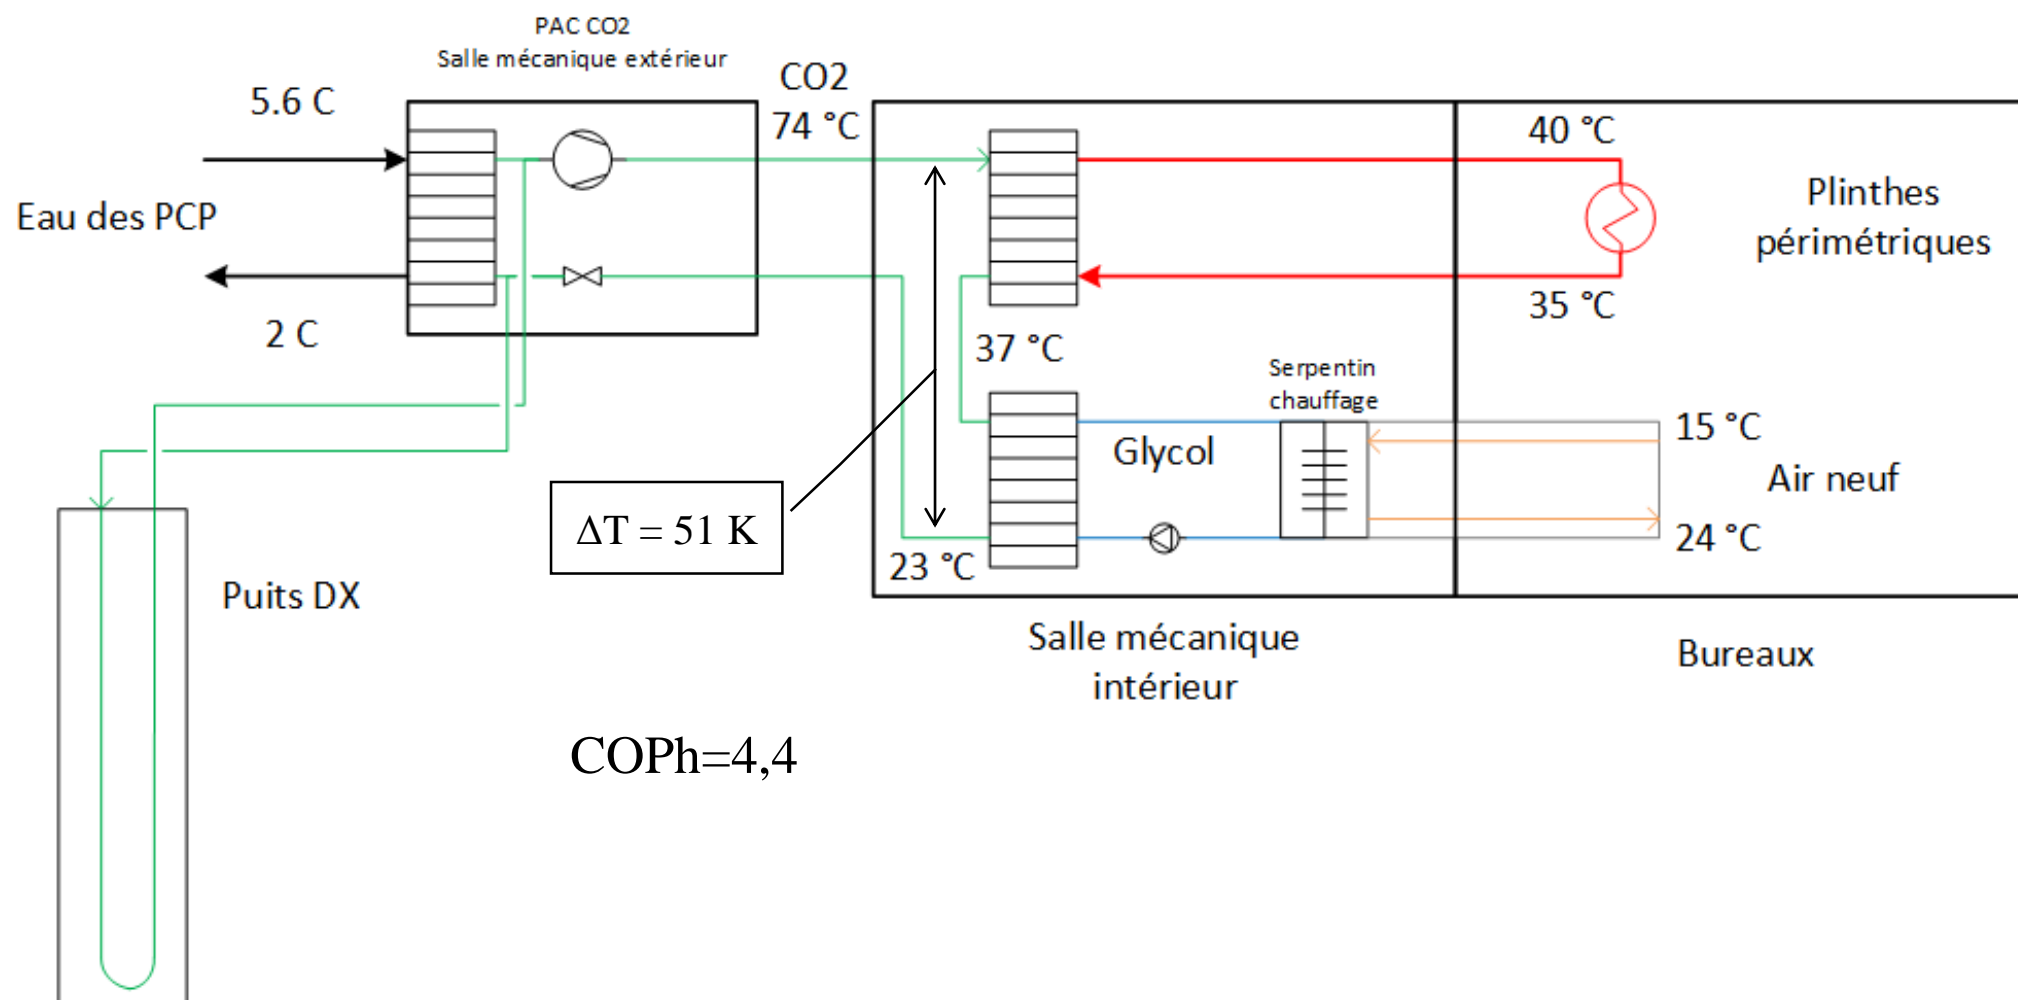 PAC CO2
Salle mécanique extérieur
5.6 C
CO2
74 °C
40 °C
Eau des PCP
Plinthes
périmétriques
2 C
35 °C
37 °C
Serpentin
chauffage
15 °C
Glycol
Air neuf
ΔT = 51 K
24 °C
23 °C
Puits DX
Salle mécanique
intérieur
Bureaux
COPh=4,4